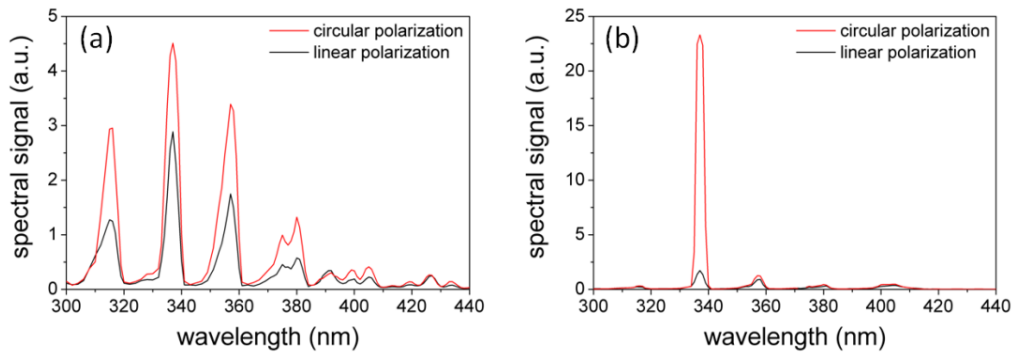 (a)
circular polarization
linear polarization
spectral signal (a.u.)
5
4
3
2
1
0
300 320 340 360 380 400 420 440
wavelength (nm)
(b)
circular polarization
linear polarization
spectral signal (a.u.)
25
20
15
10
5
0
300 320 340 360 380 400 420 440
wavelength (nm)